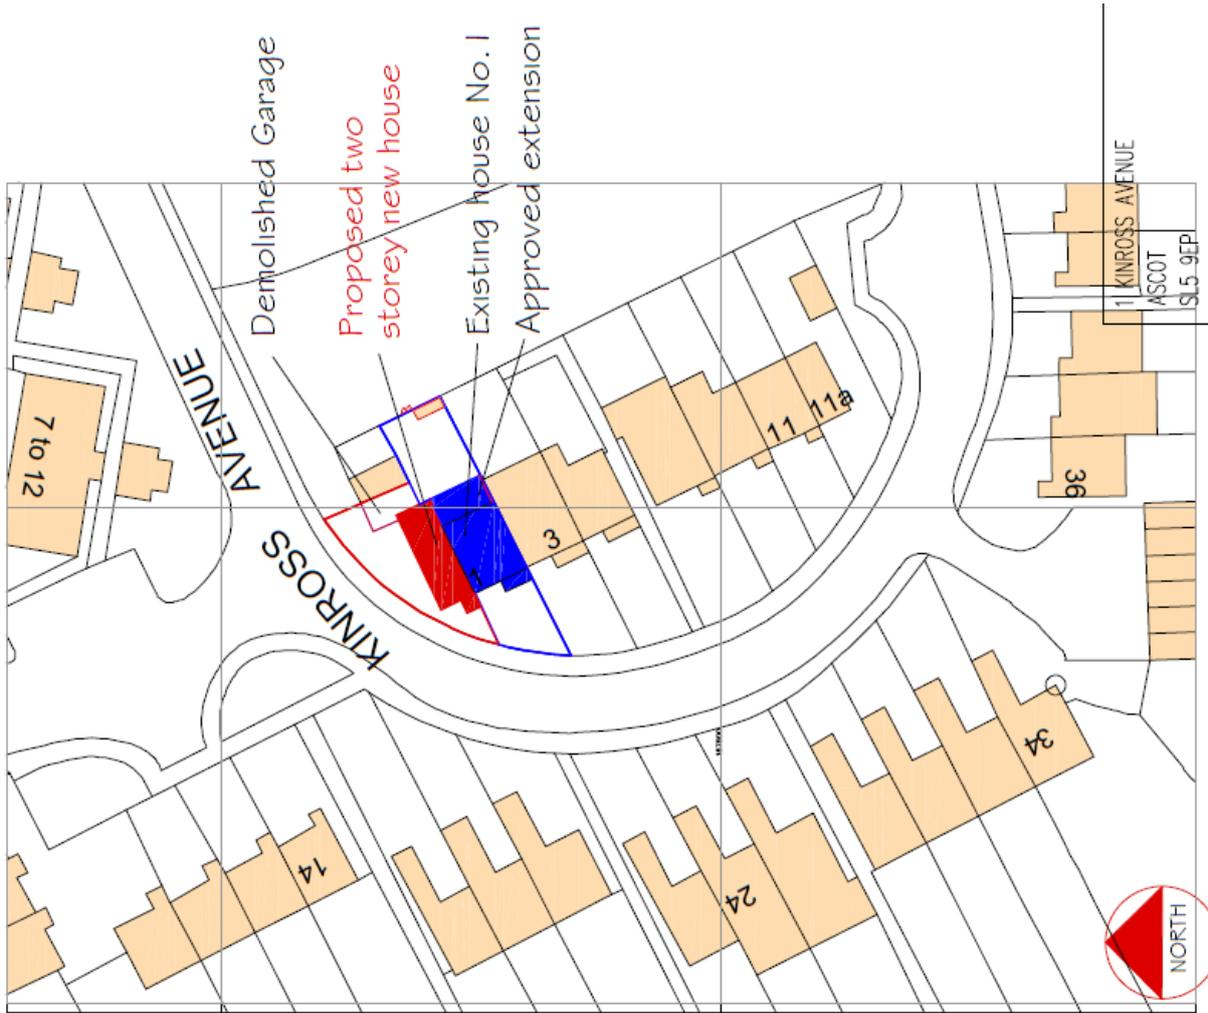 Demolished Garage
Proposed two
storey new house
Existing house No. 1
Approved extension
1 KINROSS AVENUE
ASCOT
SL5 9EP
KINROSS
AVENUE
7 to 12
1
3
11
11a
36
34
24
14
NORTH